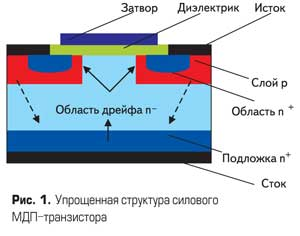 Затвор
Диэлектрик
Исток
Слой p
Область дрейфа n–
Область n +
Подложка n+
Сток
Рис. 1. Упрощенная структура силового
МДП–транзистора